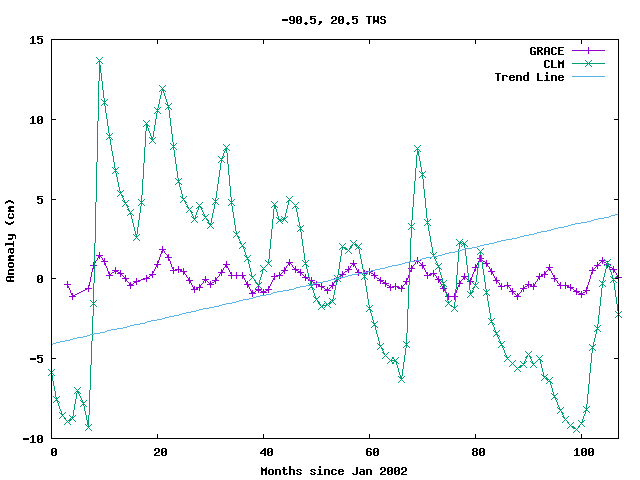 -90.5, 20.5 TWS
GRACE
CLM
Trend Line
15
10
5
0
-5
-10
Anomaly (cm)
0 20 40 60 80 100
Months since Jan 2002